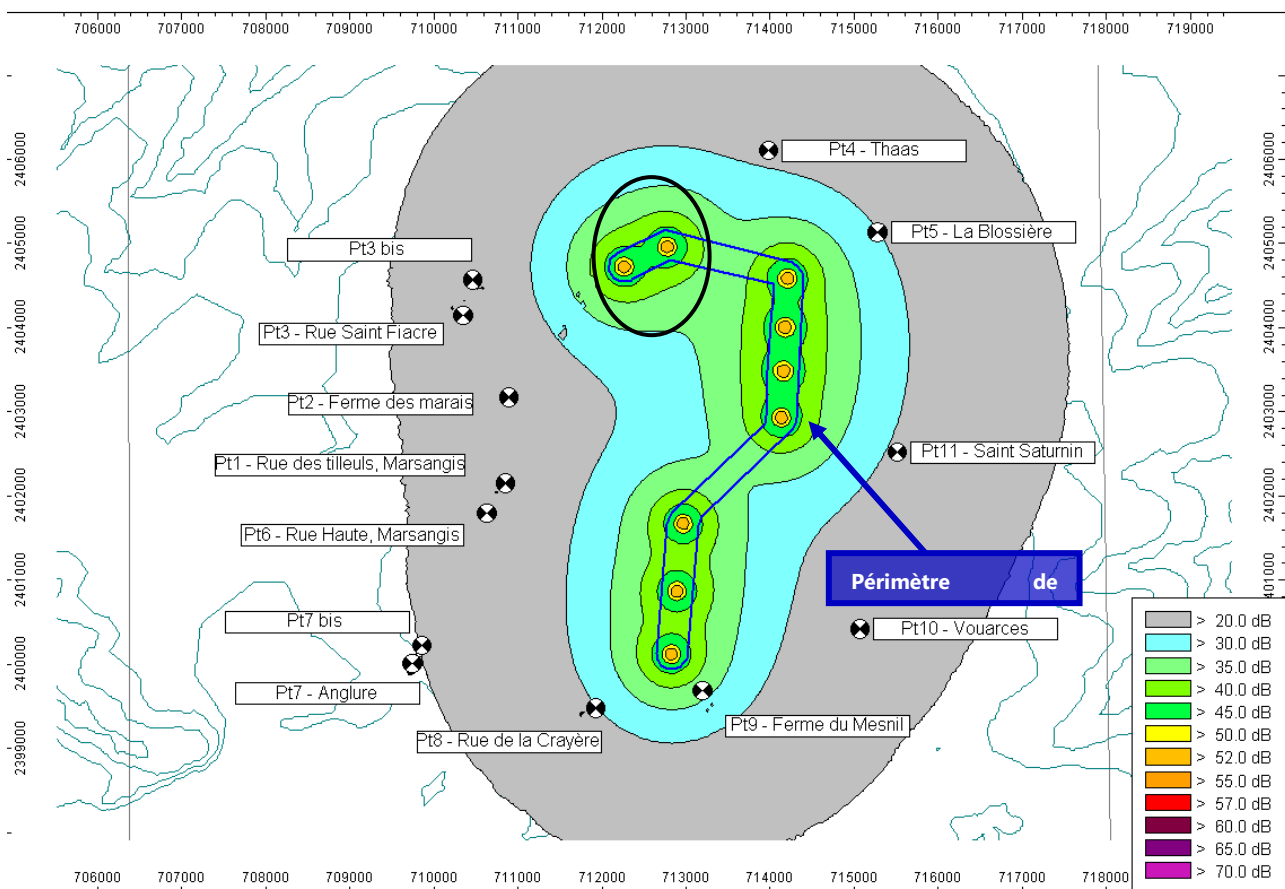 706000 707000 708000 709000 710000 711000 712000 713000 714000 715000 716000 717000 718000 719000
2406000
2405000
2404000
2403000
2402000
2401000
2400000
2399000
2406000
2405000
2404000
2403000
2402000
2401000
Pt4 - Thaas
Pt5 - La Blossière
Pt3 bis
Pt3 - Rue Saint Fiacre
Pt2 - Ferme des marais
Pt1 - Rue des tilleuls, Marsangis
Pt11 - Saint Saturnin
Pt6 - Rue Haute, Marsangis
Périmètre de
Pt7 bis
Pt10 - Vouarces
Pt7 - Anglure
Pt8 - Rue de la Crayère
Pt9 - Ferme du Mesnil
> 20.0 dB
> 30.0 dB
> 35.0 dB
> 40.0 dB
> 45.0 dB
> 50.0 dB
> 52.0 dB
> 55.0 dB
> 57.0 dB
> 60.0 dB
> 65.0 dB
> 70.0 dB
706000 707000 708000 709000 710000 711000 712000 713000 714000 715000 716000 717000 718000